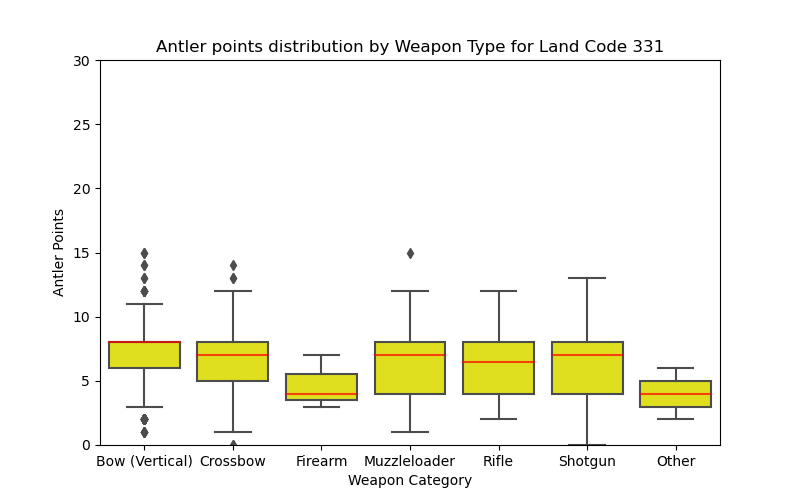 Antler points distribution by Weapon Type for Land Code 331
30
25
20
15
10
5
0
Antler Points
Bow (Vertical) Crossbow Firearm Muzzleloader Rifle Shotgun Other
Weapon Category